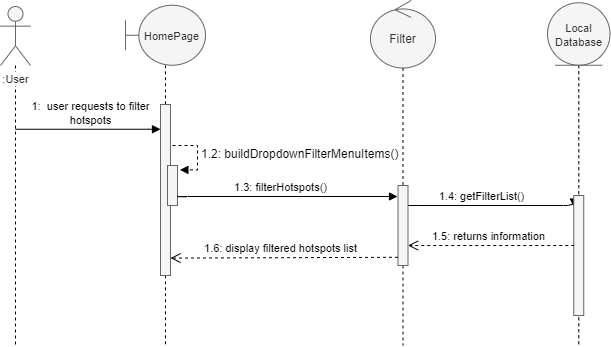 HomePage
Filter
Local
Database
:User
1: user requests to filter
hotspots
1.2: buildDropdownFilterMenuItems()
1.3: filterHotspots()
1.4: getFilterList()
1.5: returns information
1.6: display filtered hotspots list